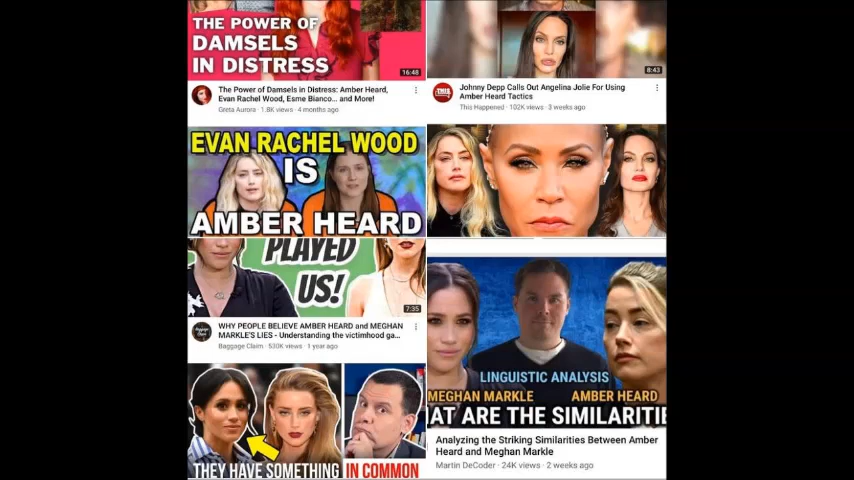 THE POWER OF
DAMSELS
IN DISTRESS
16:48
The Power of Damsels in Distress: Amber Heard,
Evan Rachel Wood, Esme Bianco... and More!
Greta Aurora · 1.8K views · 4 months ago
EVAN RACHEL WOOD
IS
AMBER HEARD
PLAYED
US!
7:35
WHY PEOPLE BELIEVE AMBER HEARD and MEGHAN
MARKLE'S LIES - Understanding the victimhood ga...
Baggage Claim · 530K views · 1 year ago
THEY HAVE SOMETHING IN COMMON
8:43
THIS
Johnny Depp Calls Out Angelina Jolie For Using
Amber Heard Tactics
This Happened · 102K views · 3 weeks ago
LINGUISTIC ANALYSIS
MEGHAN MARKLE AMBER HEARD
AT ARE THE SIMILARITIE
Analyzing the Striking Similarities Between Amber
Heard and Meghan Markle
Martin DeCoder · 24K views · 2 weeks ago